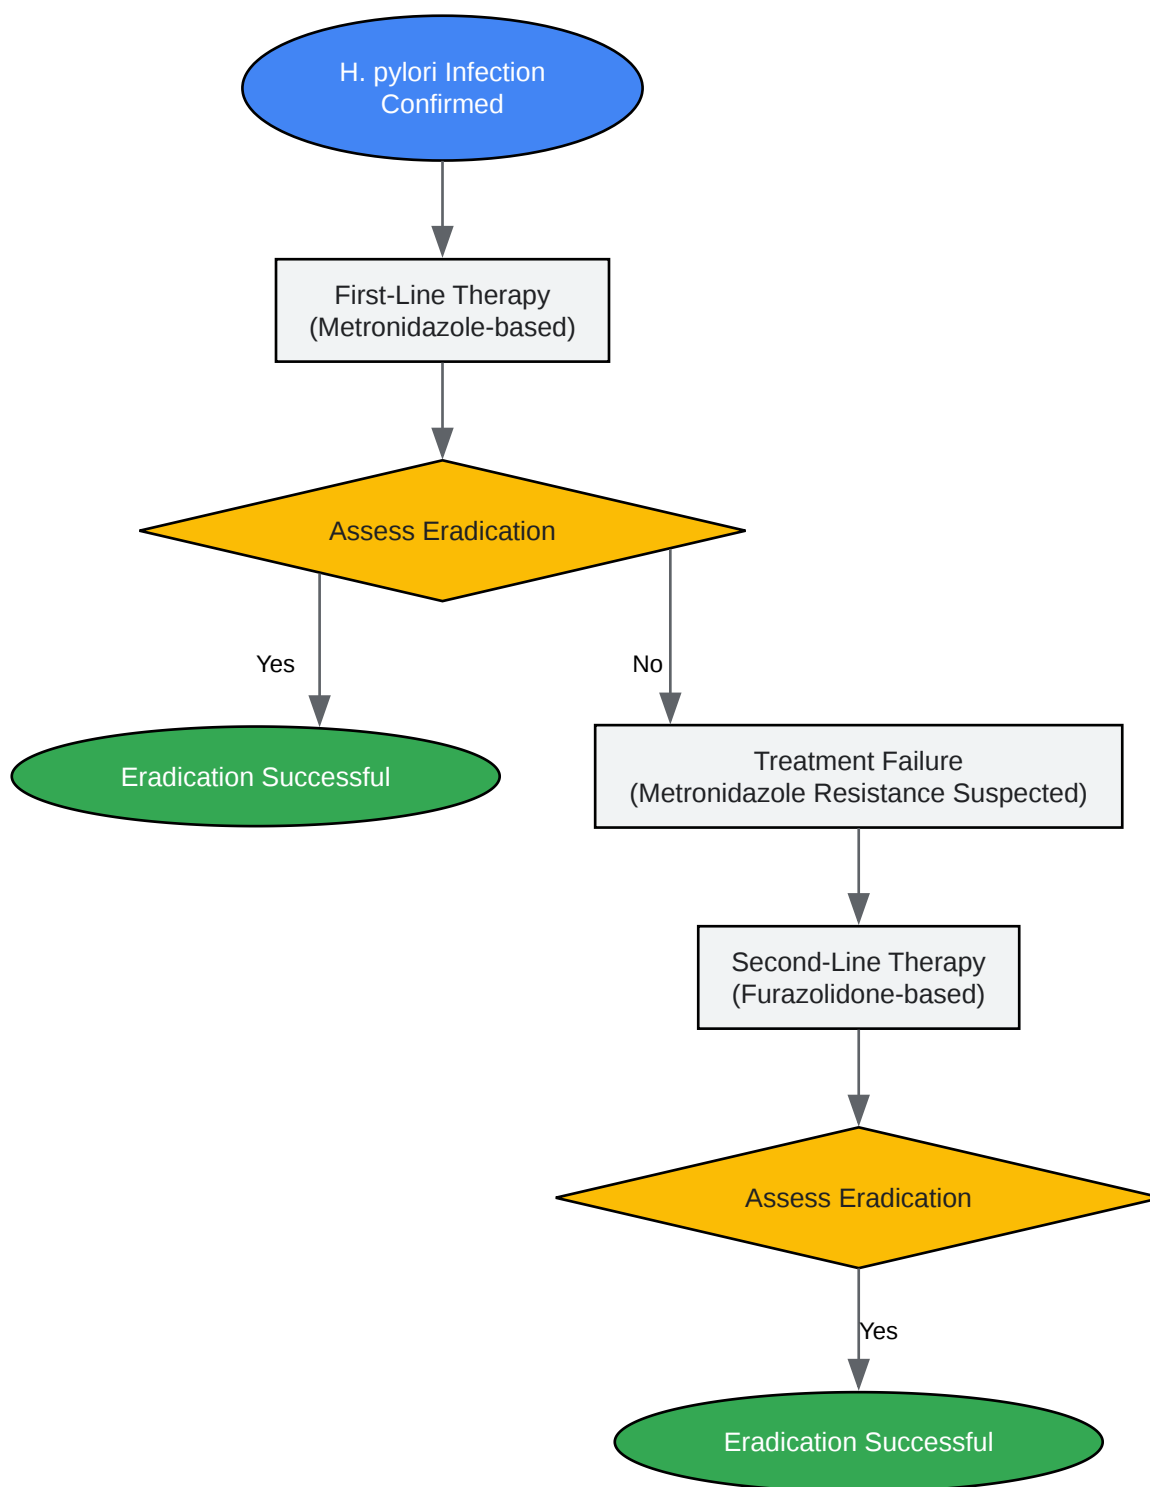 H. pylori Infection
Confirmed
First-Line Therapy
(Metronidazole-based)
Assess Eradication
Yes
No
Eradication Successful
Treatment Failure
(Metronidazole Resistance Suspected)
Second-Line Therapy
(Furazolidone-based)
Assess Eradication
Yes
Eradication Successful